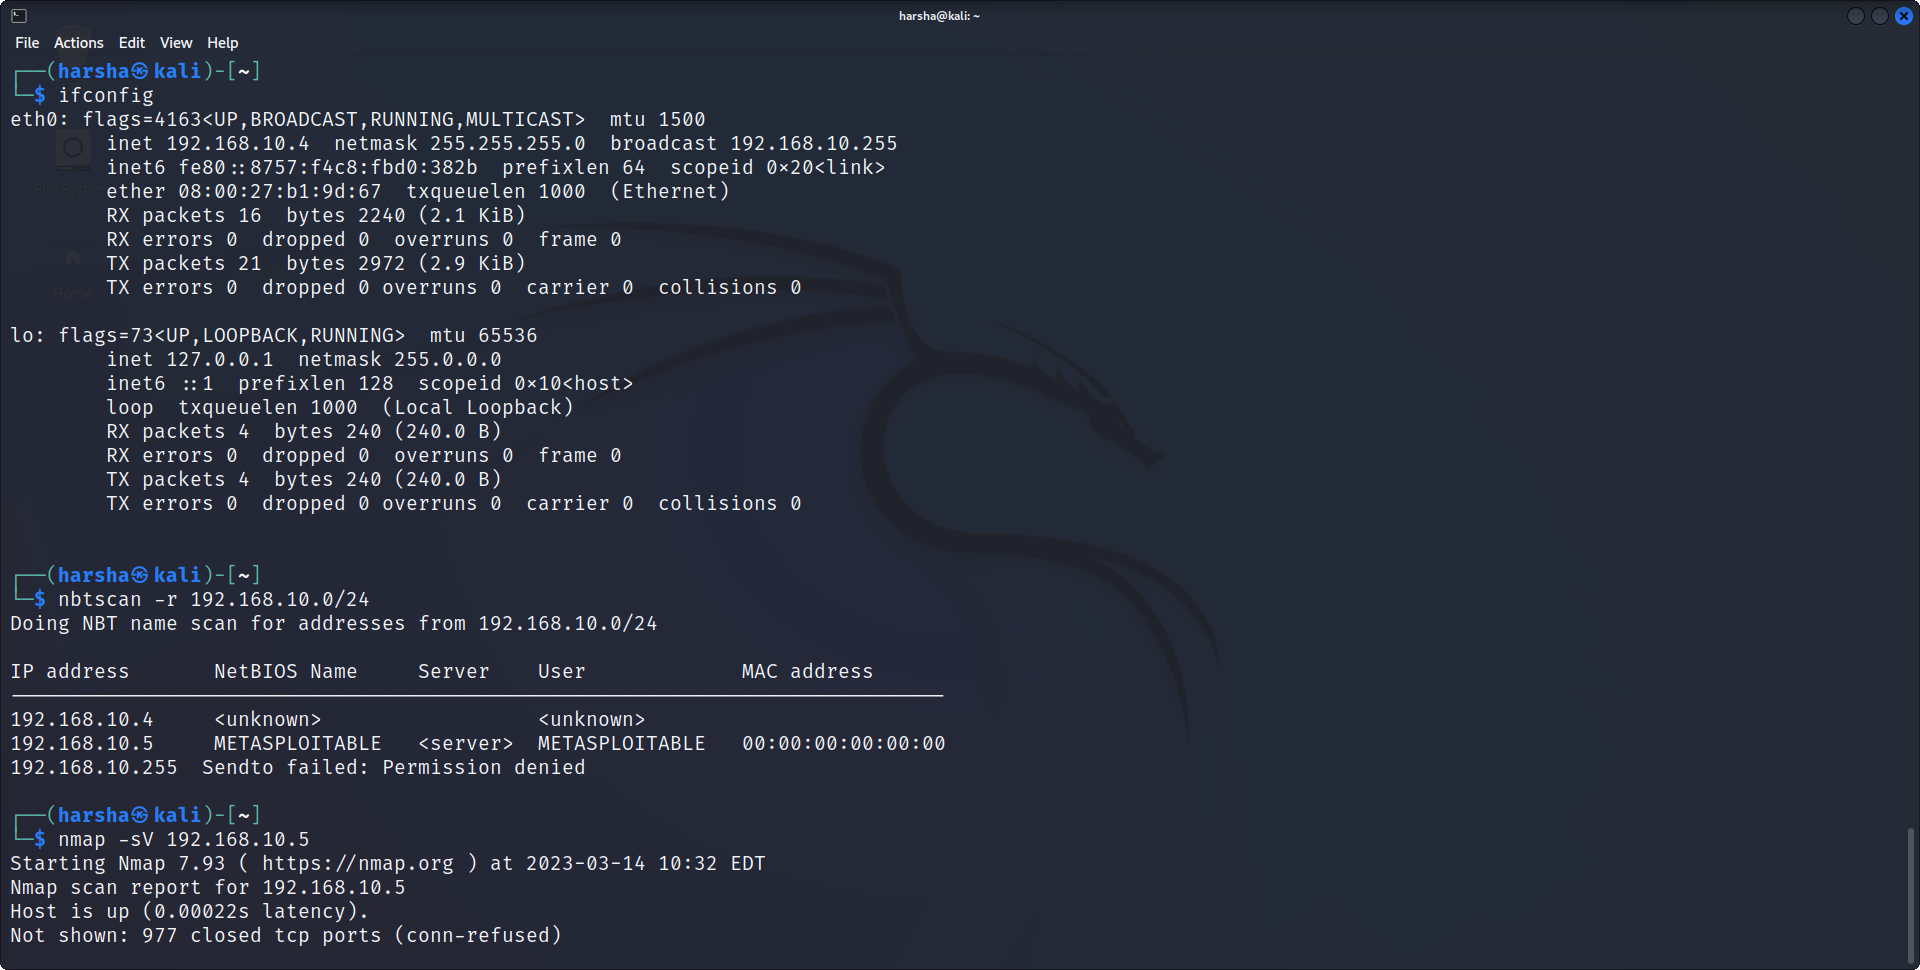 harsha@kali: ~
File Actions Edit View Help
┌──(harsha㉿kali)-[~]
└─$ ifconfig
eth0: flags=4163<UP,BROADCAST,RUNNING,MULTICAST>  mtu 1500
        inet 192.168.10.4  netmask 255.255.255.0  broadcast 192.168.10.255
        inet6 fe80::8757:f4c8:fbd0:382b  prefixlen 64  scopeid 0x20<link>
        ether 08:00:27:b1:9d:67  txqueuelen 1000  (Ethernet)
        RX packets 16  bytes 2240 (2.1 KiB)
        RX errors 0  dropped 0  overruns 0  frame 0
        TX packets 21  bytes 2972 (2.9 KiB)
        TX errors 0  dropped 0 overruns 0  carrier 0  collisions 0
lo: flags=73<UP,LOOPBACK,RUNNING>  mtu 65536
        inet 127.0.0.1  netmask 255.0.0.0
        inet6 ::1  prefixlen 128  scopeid 0x10<host>
        loop  txqueuelen 1000  (Local Loopback)
        RX packets 4  bytes 240 (240.0 B)
        RX errors 0  dropped 0  overruns 0  frame 0
        TX packets 4  bytes 240 (240.0 B)
        TX errors 0  dropped 0 overruns 0  carrier 0  collisions 0
┌──(harsha㉿kali)-[~]
└─$ nbtscan -r 192.168.10.0/24
Doing NBT name scan for addresses from 192.168.10.0/24
IP address       NetBIOS Name     Server    User             MAC address
192.168.10.4     <unknown>                  <unknown>
192.168.10.5     METASPLOITABLE   <server>  METASPLOITABLE   00:00:00:00:00:00
192.168.10.255  Sendto failed: Permission denied
┌──(harsha㉿kali)-[~]
└─$ nmap -sV 192.168.10.5
Starting Nmap 7.93 ( https://nmap.org ) at 2023-03-14 10:32 EDT
Nmap scan report for 192.168.10.5
Host is up (0.00022s latency).
Not shown: 977 closed tcp ports (conn-refused)
File System
Home